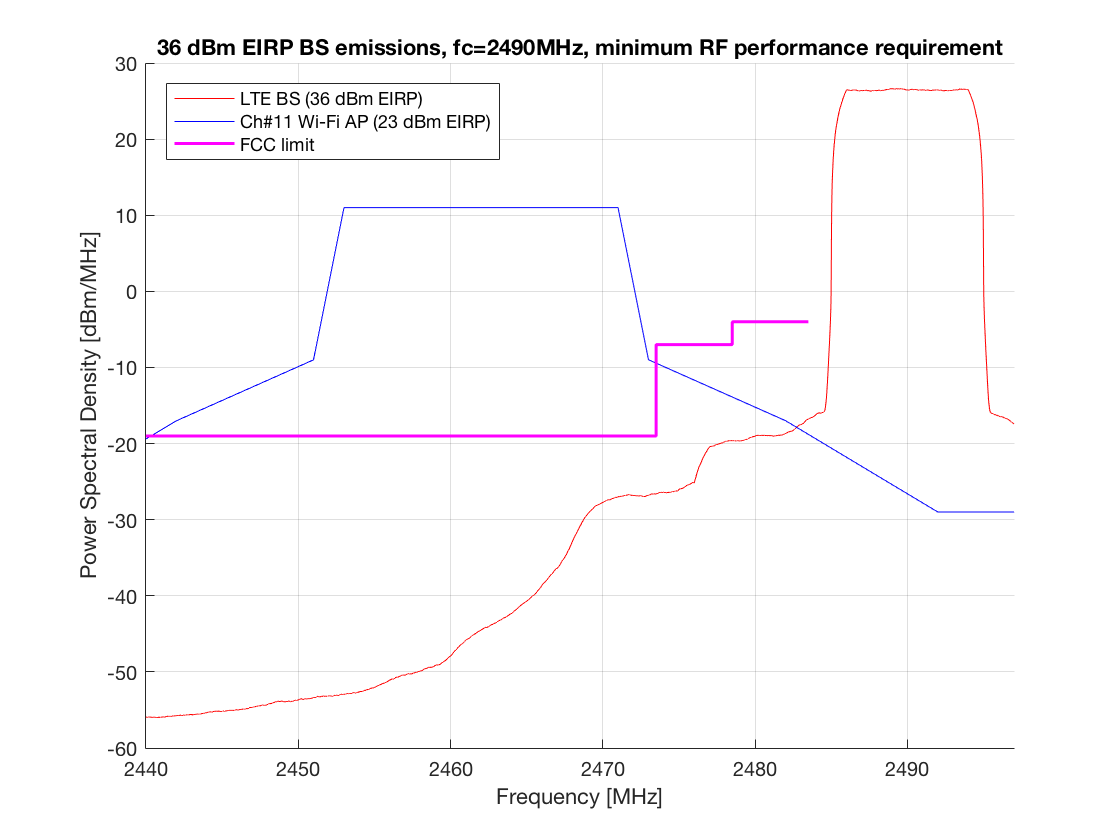 36 dBm EIRP BS emissions, fc=2490MHz, minimum RF performance requirement
LTE BS (36 dBm EIRP)
Ch#11 Wi-Fi AP (23 dBm EIRP)
FCC limit
Power Spectral Density [dBm/MHz]
30
20
10
0
-10
-20
-30
-40
-50
-60
2440
2450
2460
2470
2480
2490
Frequency [MHz]